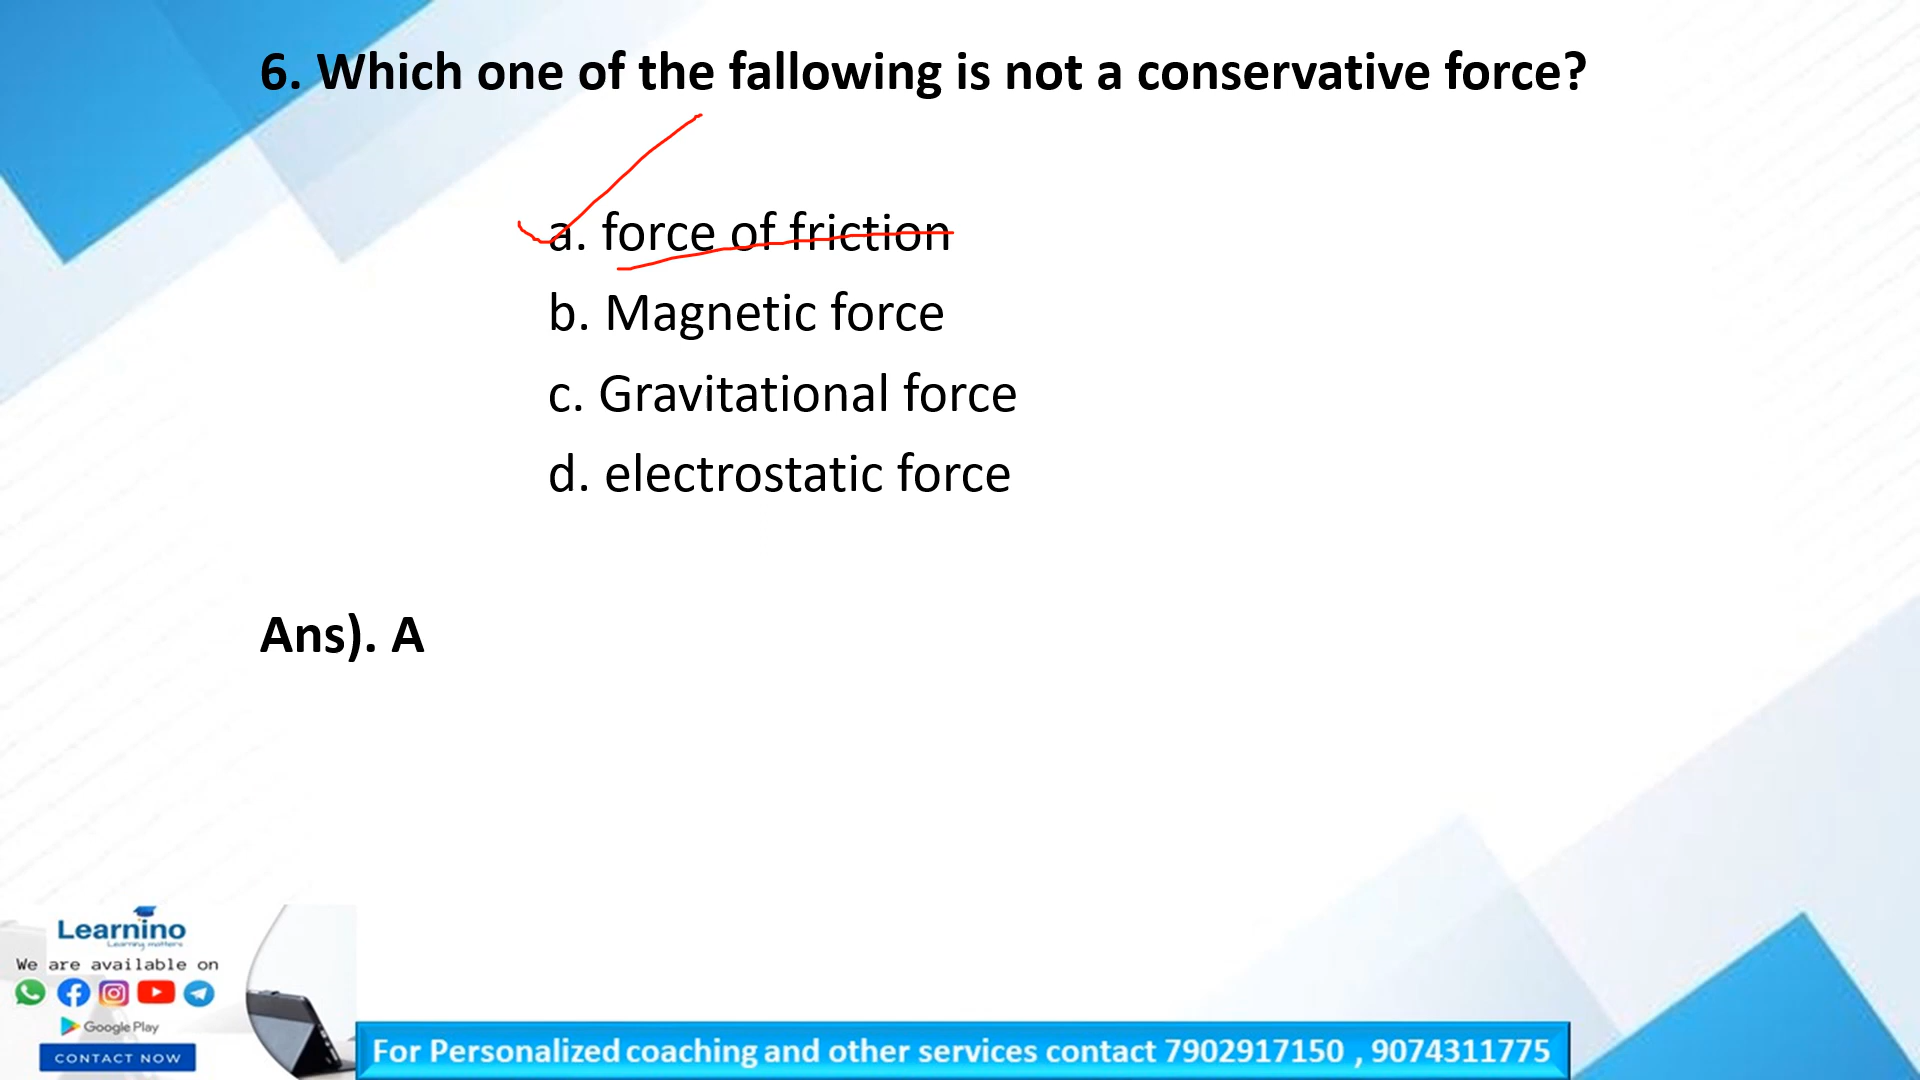 6. Which one of the fallowing is not a conservative force?
a. force of friction
b. Magnetic force
c. Gravitational force
d. electrostatic force
Ans). A
Learnino
Learning matters
We are available on
Google Play
CONTACT NOW
For Personalized coaching and other services contact 7902917150 , 9074311775